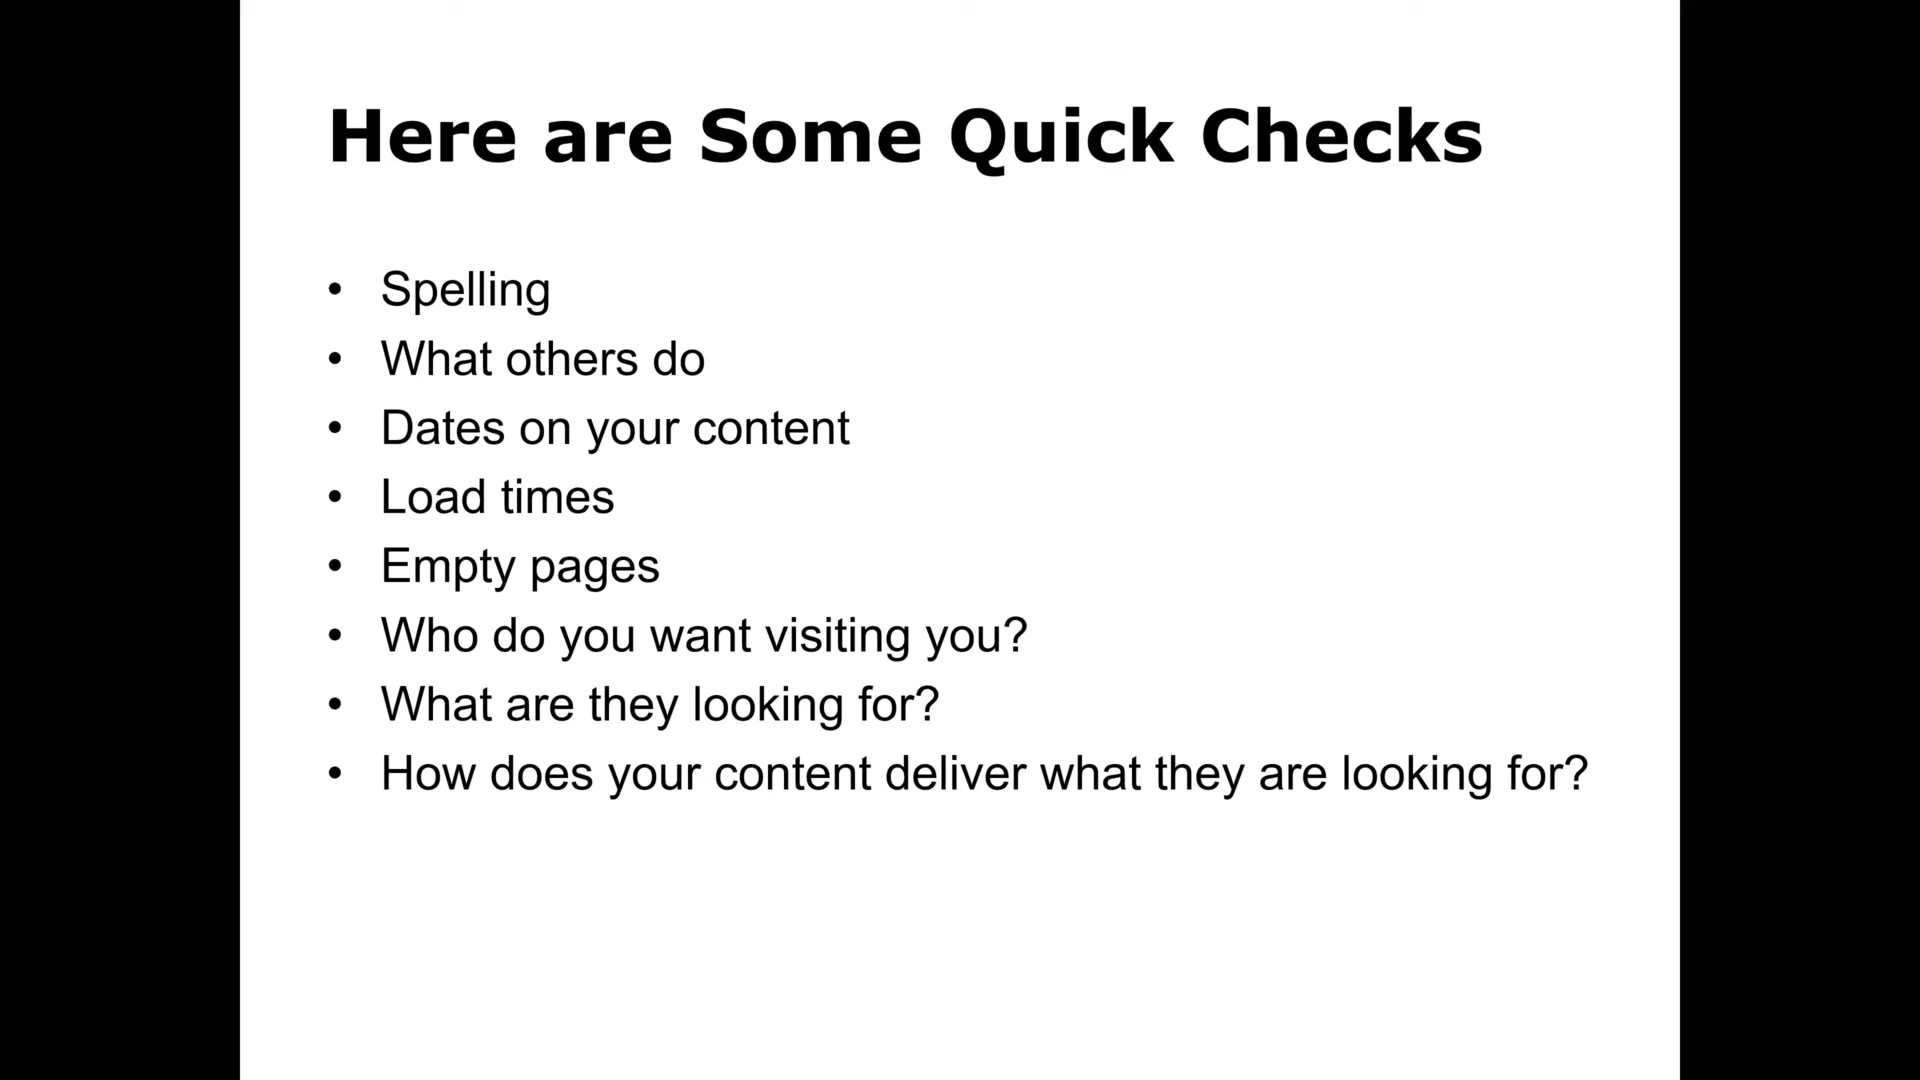 Here are Some Quick Checks
• Spelling
• What others do
• Dates on your content
• Load times
• Empty pages
• Who do you want visiting you?
• What are they looking for?
• How does your content deliver what they are looking for?